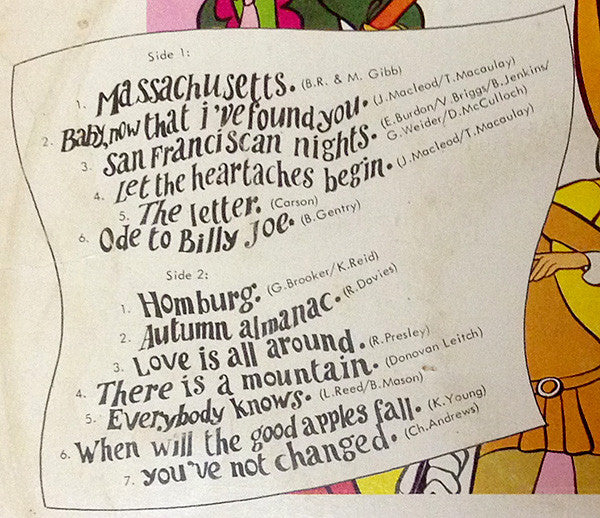 Side 1:
1. Massachusetts. (B.R. & M. Gibb)
2. Baby, now that i've found you. (J.Macleod/T.Macaulay)
3. San Franciscan nights. (E.Burdon/V.Briggs/B.Jenkins/
G.Weider/D.McCulloch)
4. Let the heartaches begin. (J.Macleod/T.Macaulay)
5. The letter. (Carson)
6. Ode to Billy Joe. (B.Gentry)
Side 2:
1. Homburg. (G.Brooker/K.Reid)
2. Autumn almanac. (R.Davies)
3. Love is all around. (R.Presley)
4. There is a mountain. (Donovan Leitch)
5. Everybody knows. (L.Reed/B.Mason)
6. When will the good apples fall. (K.Young)
7. you've not changed. (Ch.Andrews)